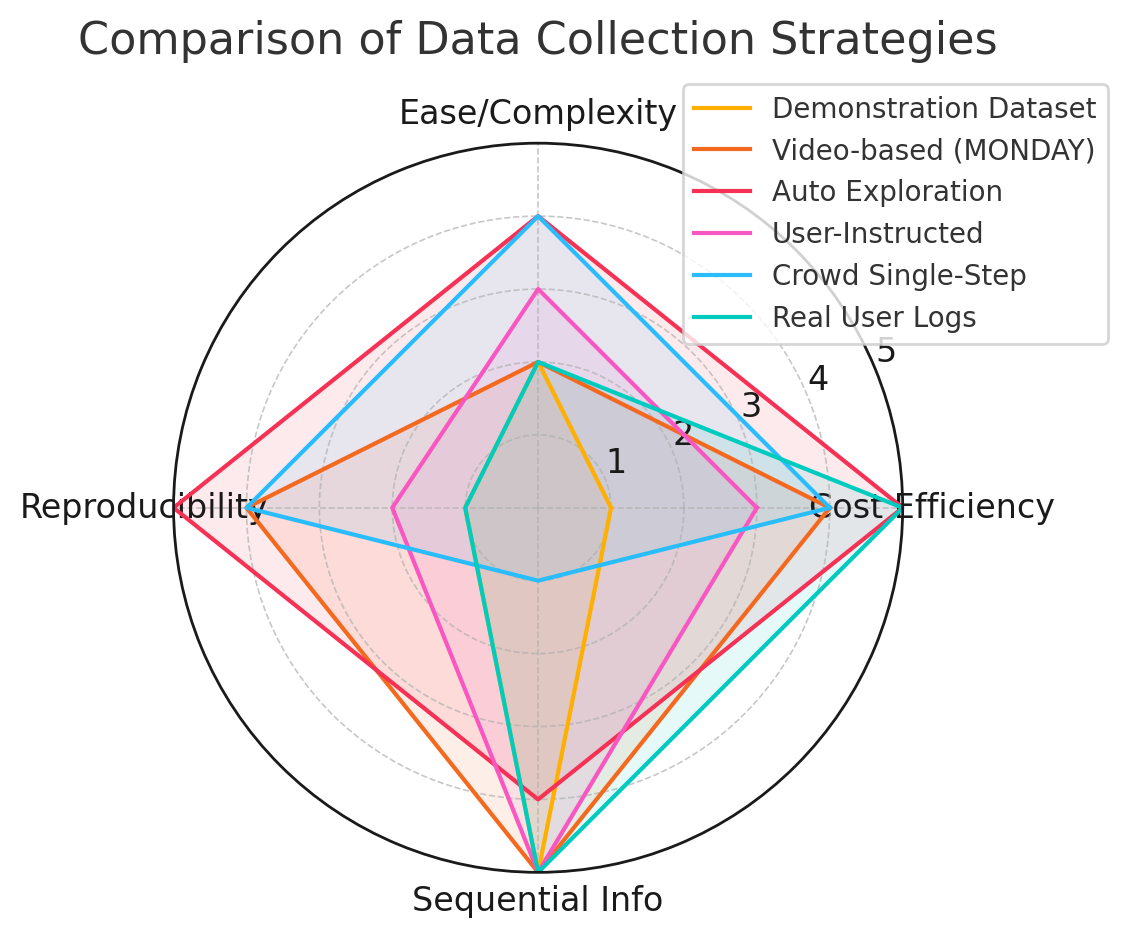 Comparison of Data Collection Strategies
Ease/Complexity
Demonstration Dataset
Video-based (MONDAY)
Auto Exploration
User-Instructed
Crowd Single-Step
Real User Logs
5
4
3
2
1
Reproducibility
Cost Efficiency
Sequential Info